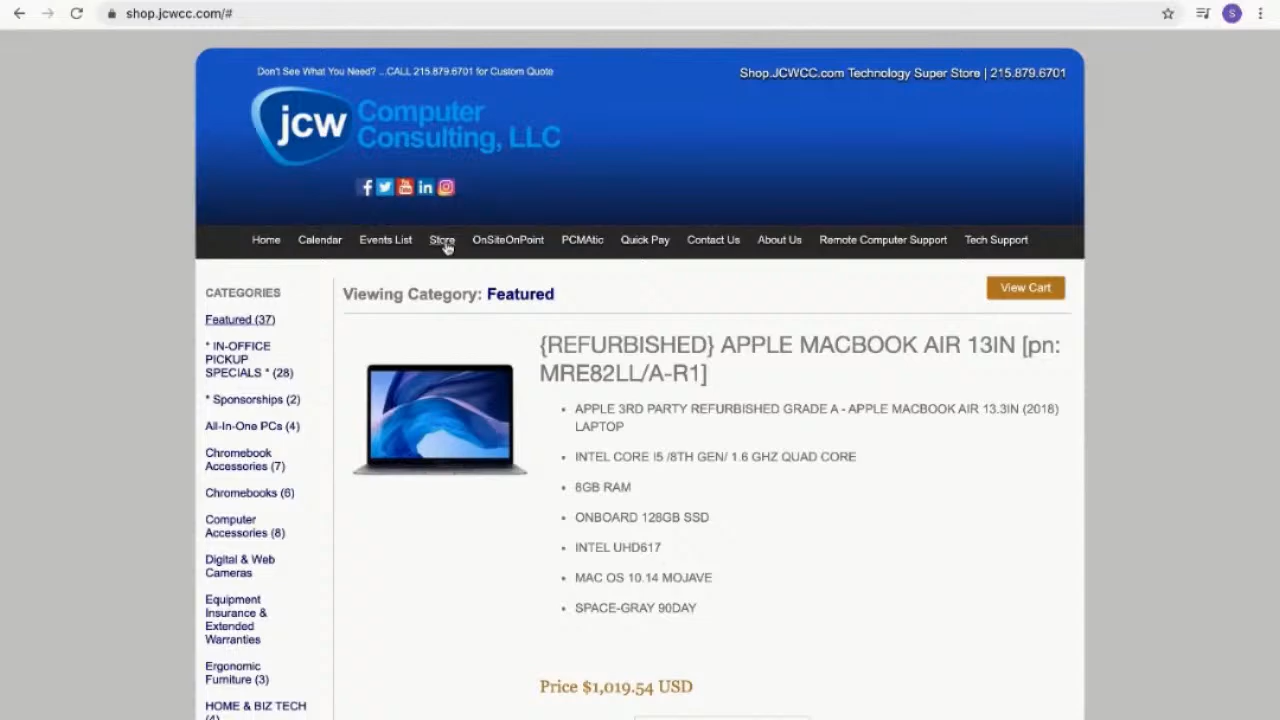 shop.jcwcc.com/#
S
Don't See What You Need? ...CALL 215.879.6701 for Custom Quote
Shop.JCWCC.com Technology Super Store | 215.879.6701
jcw Computer
Consulting, LLC
Home Calendar Events List Store OnSiteOnPoint PCMAtic Quick Pay Contact Us About Us Remote Computer Support Tech Support
CATEGORIES
Featured (37)
* IN-OFFICE
PICKUP
SPECIALS * (28)
* Sponsorships (2)
All-In-One PCs (4)
Chromebook
Accessories (7)
Chromebooks (6)
Computer
Accessories (8)
Digital & Web
Cameras
Equipment
Insurance &
Extended
Warranties
Ergonomic
Furniture (3)
HOME & BIZ TECH
(4)
Viewing Category: Featured
View Cart
{REFURBISHED} APPLE MACBOOK AIR 13IN [pn:
MRE82LL/A-R1]
• APPLE 3RD PARTY REFURBISHED GRADE A - APPLE MACBOOK AIR 13.3IN (2018)
LAPTOP
• INTEL CORE I5 /8TH GEN/ 1.6 GHZ QUAD CORE
• 8GB RAM
• ONBOARD 128GB SSD
• INTEL UHD617
• MAC OS 10.14 MOJAVE
• SPACE-GRAY 90DAY
Price $1,019.54 USD